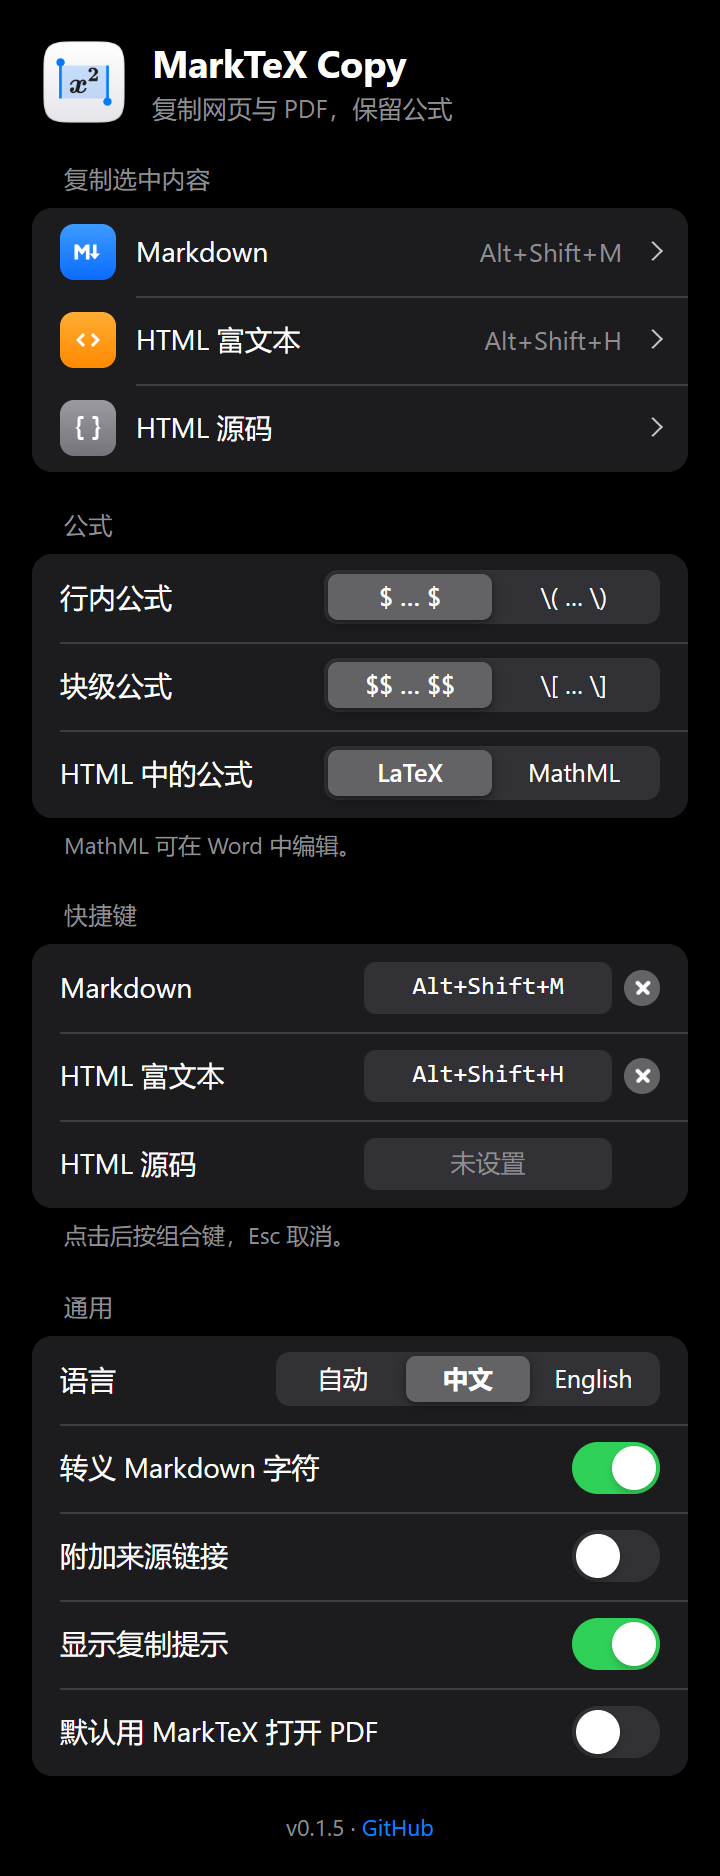 x²
MarkTeX Copy
复制网页与 PDF，保留公式
复制选中内容
M↓ Markdown Alt+Shift+M
<> HTML 富文本 Alt+Shift+H
{ } HTML 源码
公式
行内公式 $ ... $ \( ... \)
块级公式 $$ ... $$ \[ ... \]
HTML 中的公式 LaTeX MathML
MathML 可在 Word 中编辑。
快捷键
Markdown Alt+Shift+M
HTML 富文本 Alt+Shift+H
HTML 源码 未设置
点击后按组合键，Esc 取消。
通用
语言 自动 中文 English
转义 Markdown 字符
附加来源链接
显示复制提示
默认用 MarkTeX 打开 PDF
v0.1.5 · GitHub